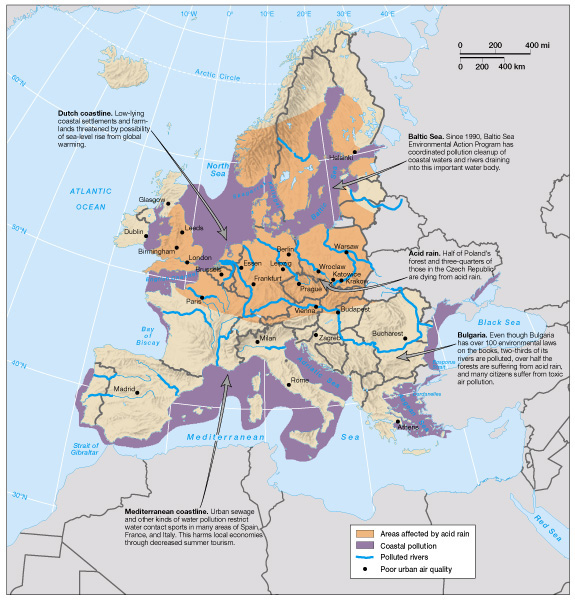 10°W
0°
10°E
20°E
30°E
40°E
0 200 400 mi
0 200 400 km
60°N
50°N
40°N
30°N
Arctic Circle
Dutch coastline. Low-lying
coastal settlements and farm-
lands threatened by possibility
of sea-level rise from global
warming.
Baltic Sea. Since 1990, Baltic Sea
Environmental Action Program has
coordinated pollution cleanup of
coastal waters and rivers draining
into this important water body.
Helsinki
North
Sea
ATLANTIC
OCEAN
Glasgow
Dublin
Leeds
Birmingham
London
Brussels
Essen
Berlin
Leipzig
Frankfurt
Warsaw
Wroclaw
Katowice
Krakow
Prague
Acid rain. Half of Poland's
forest and three-quarters of
those in the Czech Republic
are dying from acid rain.
Paris
Vienna
Budapest
Bay
of
Biscay
Milan
Zagreb
Bucharest
Black Sea
Bulgaria. Even though Bulgaria
has over 100 environmental laws
on the books, two-thirds of its
rivers are polluted, over half the
forests are suffering from acid rain,
and many citizens suffer from toxic
air pollution.
Adriatic Sea
Madrid
Rome
Athens
Mediterranean Sea
Strait of
Gibraltar
Red Sea
Mediterranean coastline. Urban sewage
and other kinds of water pollution restrict
water contact sports in many areas of Spain,
France, and Italy. This harms local economies
through decreased summer tourism.
Areas affected by acid rain
Coastal pollution
Polluted rivers
Poor urban air quality